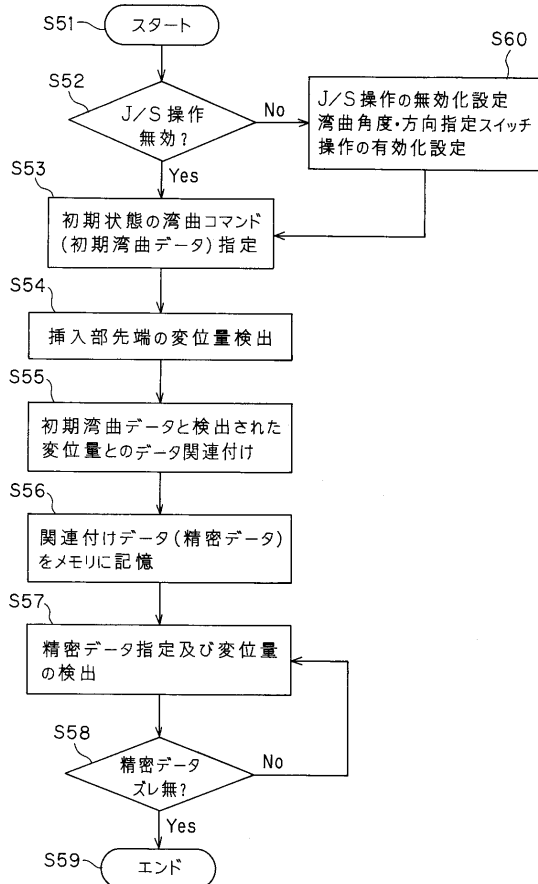 S51
スタート
S52
J/S操作
無効?
No
Yes
S60
J/S操作の無効化設定
湾曲角度・方向指定スイッチ
操作の有効化設定
S53
初期状態の湾曲コマンド
(初期湾曲データ)指定
S54
挿入部先端の変位量検出
S55
初期湾曲データと検出された
変位量とのデータ関連付け
S56
関連付けデータ(精密データ)
をメモリに記憶
S57
精密データ指定及び変位量
の検出
S58
精密データ
ズレ無?
No
Yes
S59
エンド